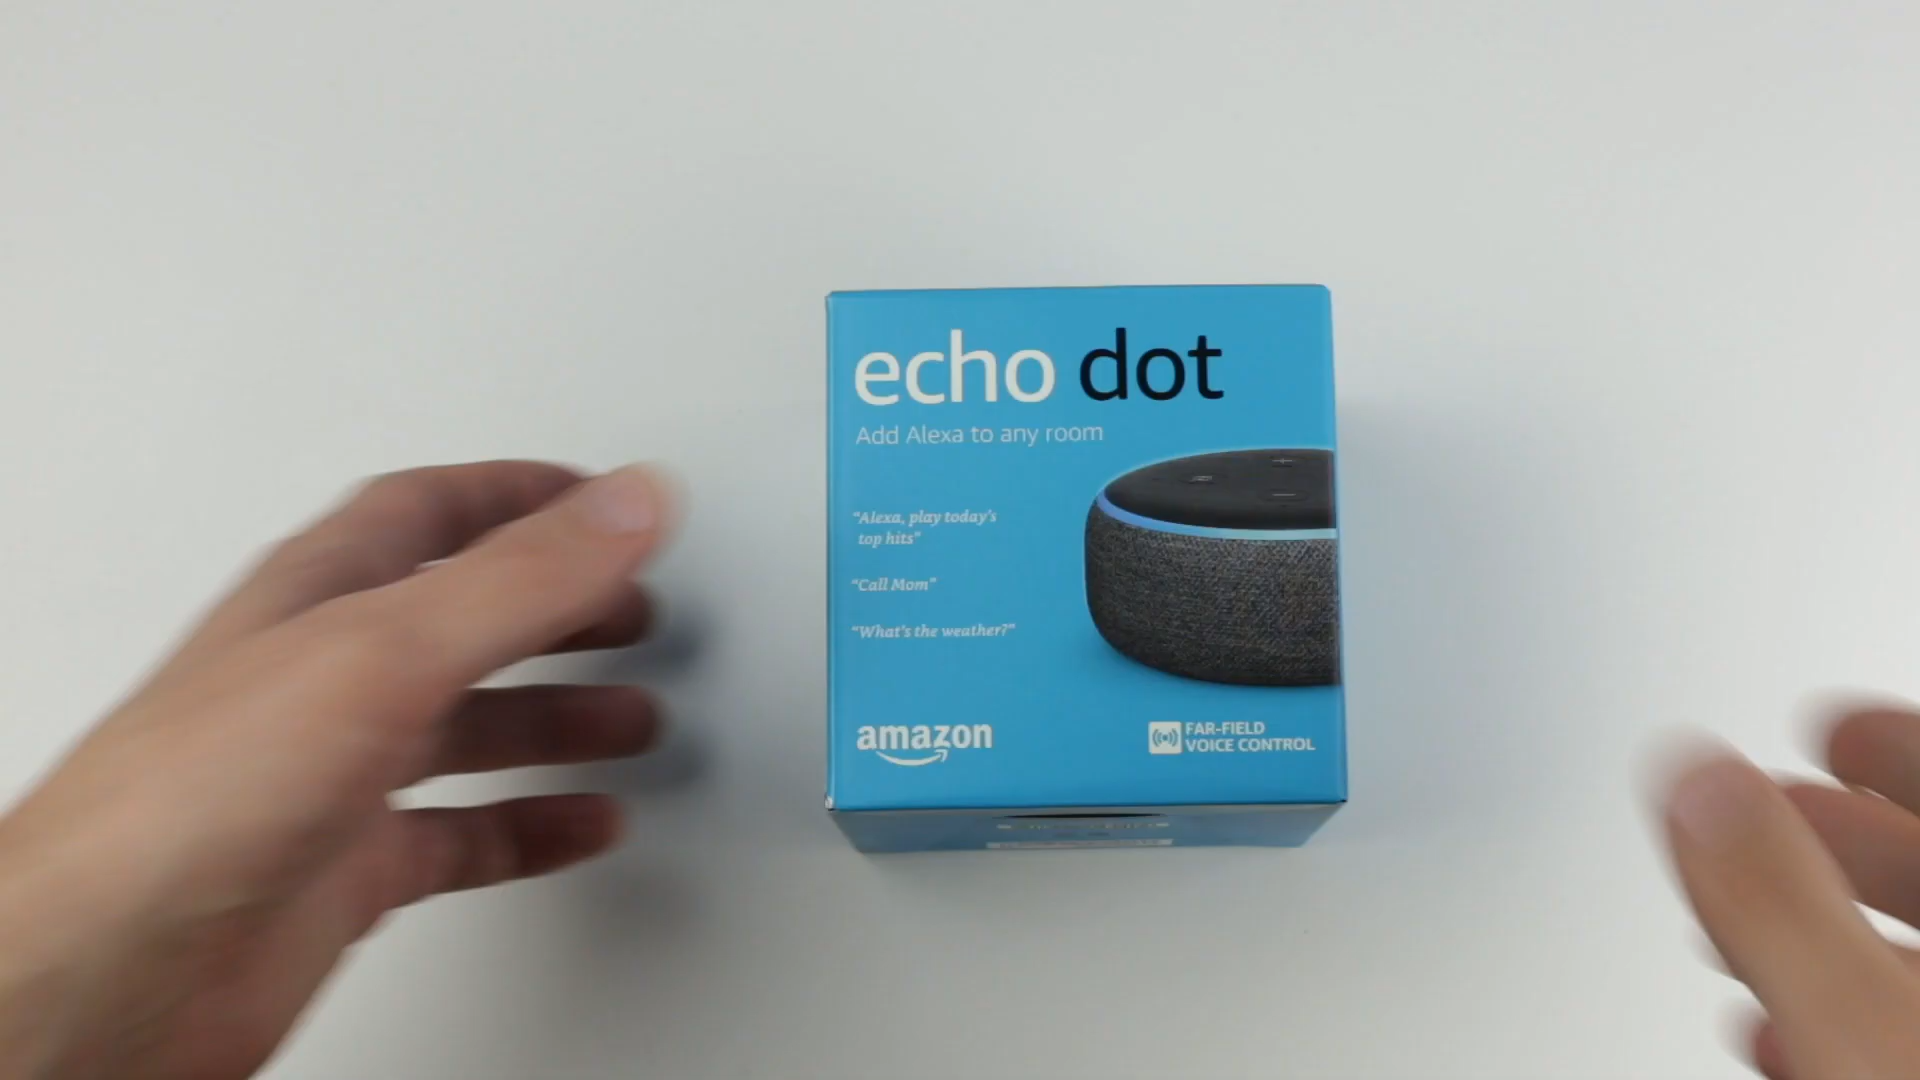 echo dot
Add Alexa to any room
“Alexa, play today's
top hits”
“Call Mom”
“What's the weather?”
amazon
FAR-FIELD
VOICE CONTROL